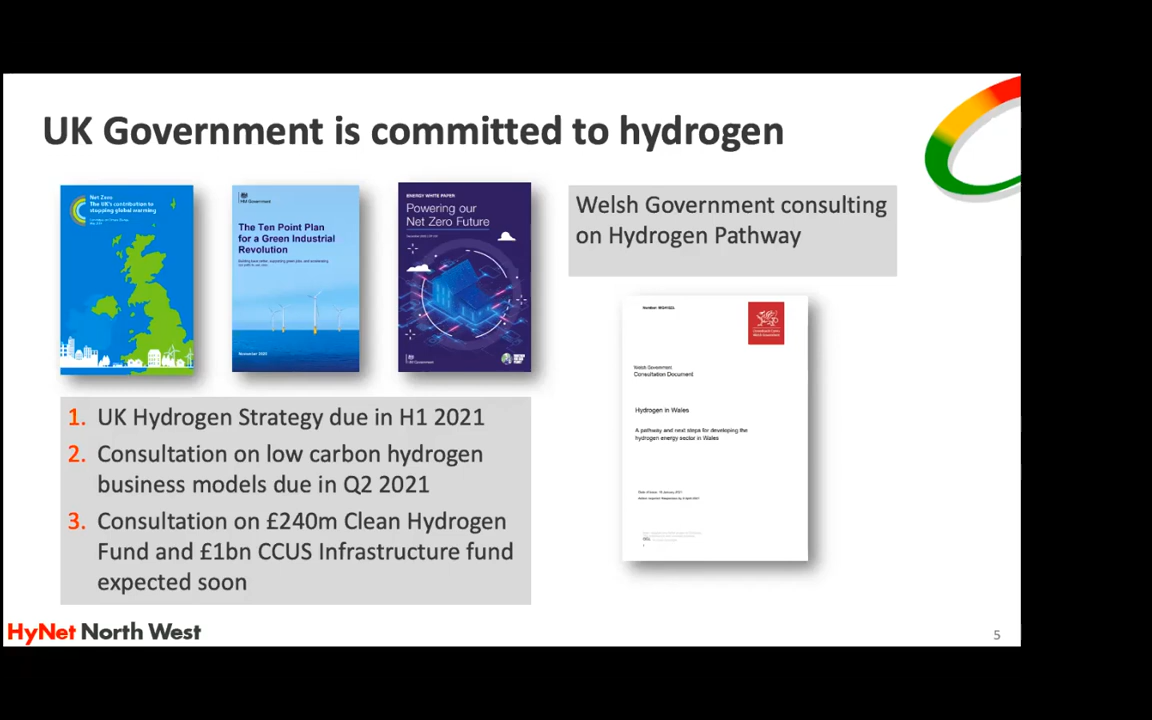 UK Government is committed to hydrogen
Net Zero
The UK's contribution to
stopping global warming
HM Government
The Ten Point Plan
for a Green Industrial
Revolution
November 2020
ENERGY WHITE PAPER
Powering our
Net Zero Future
HM Government
Welsh Government consulting
on Hydrogen Pathway
Welsh Government
Consultation Document
Hydrogen in Wales
A pathway and next steps for developing the
hydrogen energy sector in Wales
1. UK Hydrogen Strategy due in H1 2021
2. Consultation on low carbon hydrogen
business models due in Q2 2021
3. Consultation on £240m Clean Hydrogen
Fund and £1bn CCUS Infrastructure fund
expected soon
HyNet North West
5